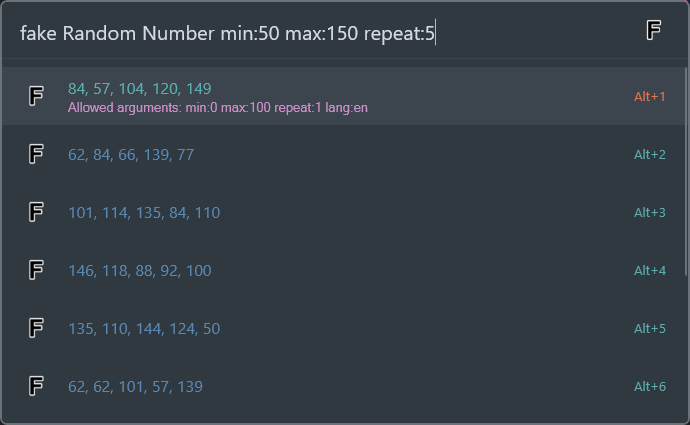 fake Random Number min:50 max:150 repeat:5
F
F
84, 57, 104, 120, 149
Allowed arguments: min:0 max:100 repeat:1 lang:en
Alt+1
F
62, 84, 66, 139, 77
Alt+2
F
101, 114, 135, 84, 110
Alt+3
F
146, 118, 88, 92, 100
Alt+4
F
135, 110, 144, 124, 50
Alt+5
F
62, 62, 101, 57, 139
Alt+6